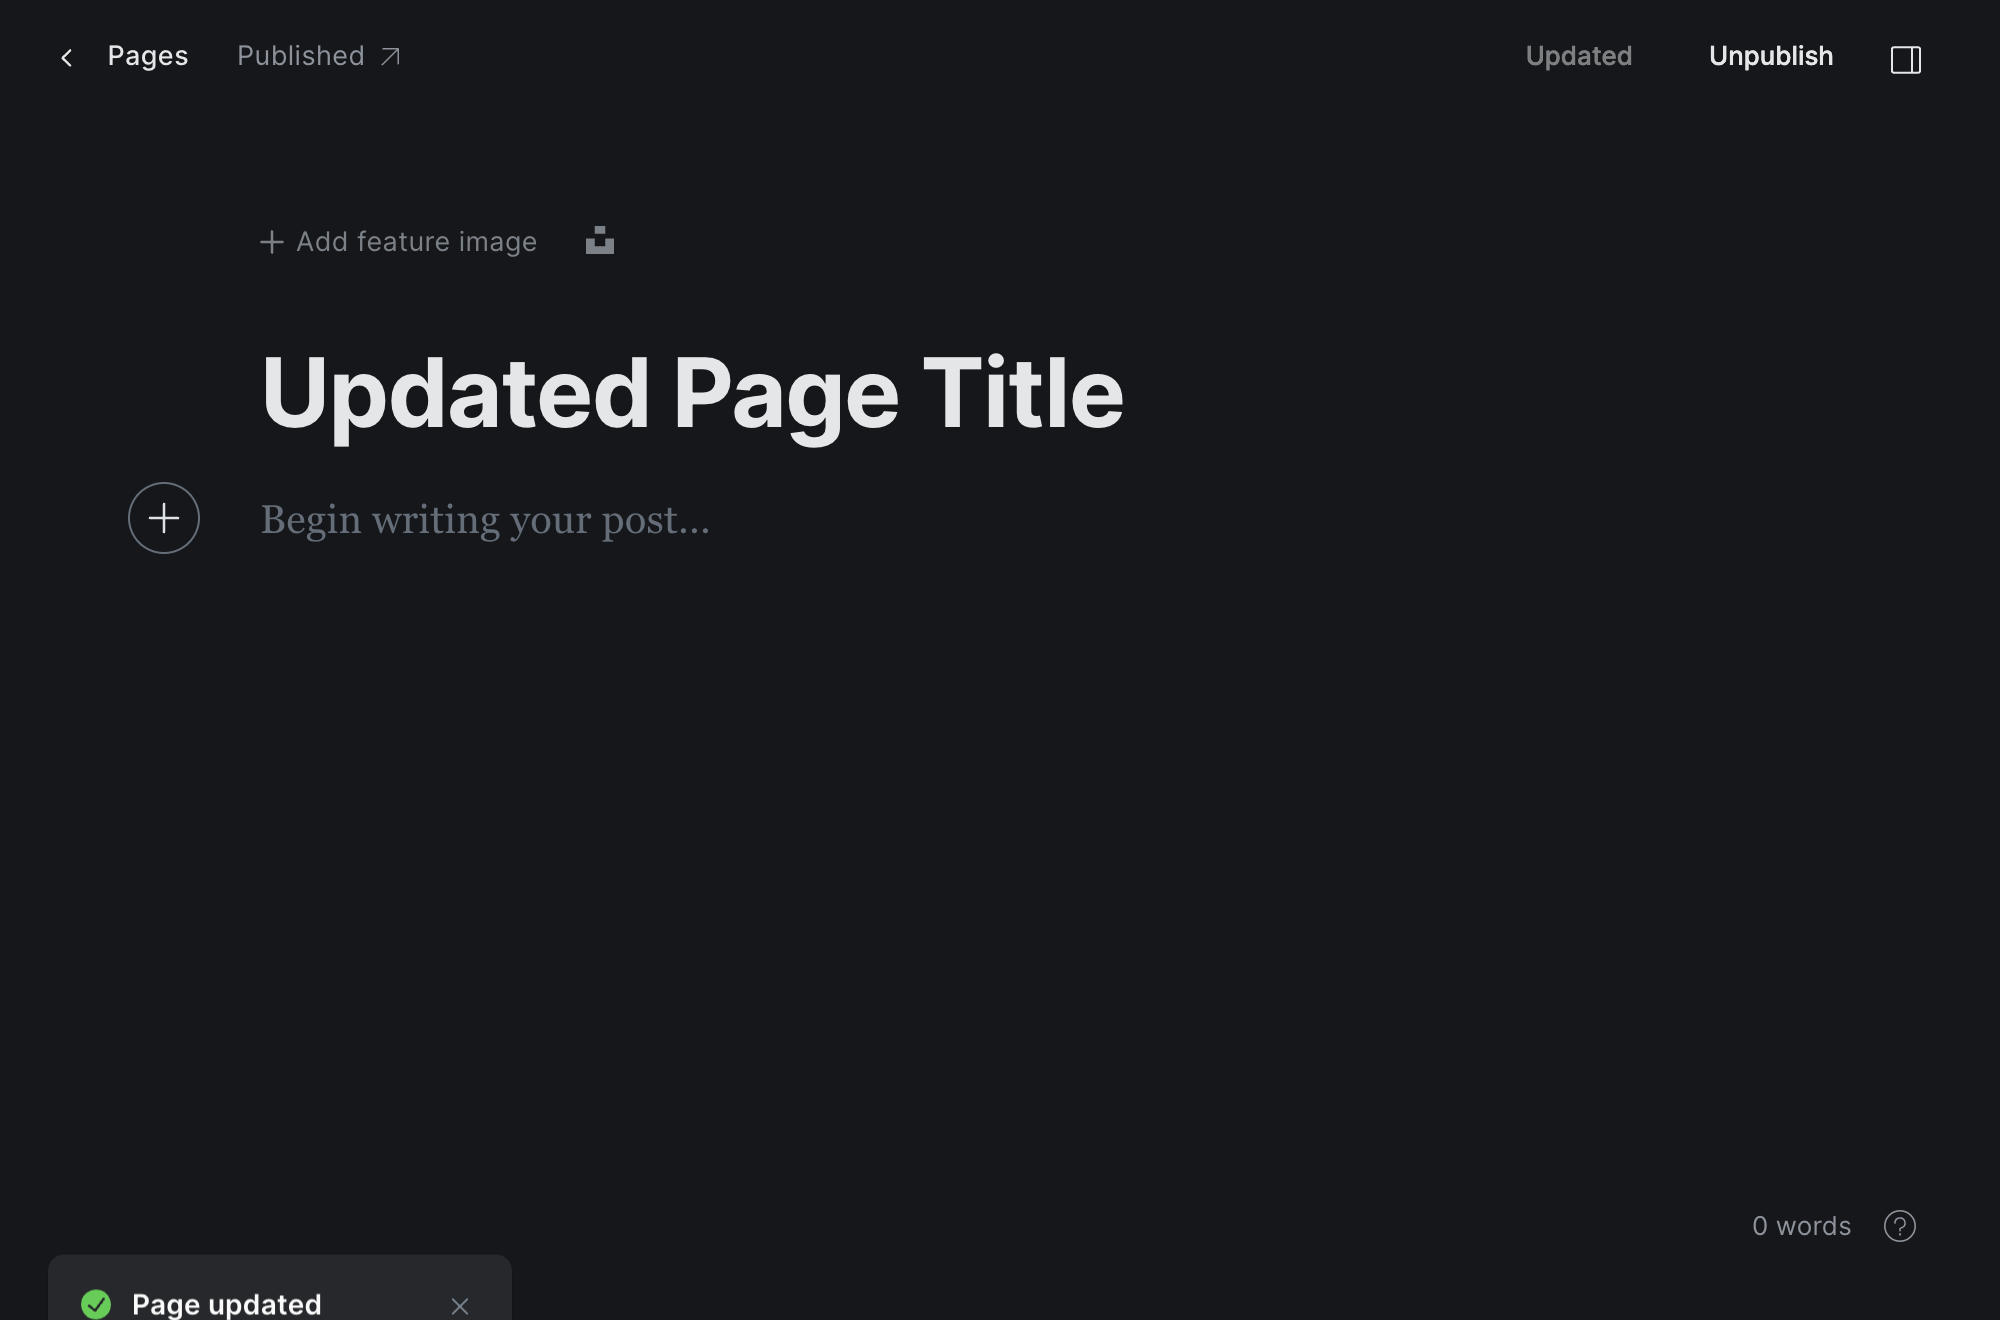 Pages Published Updated Unpublish
Add feature image
Updated Page Title
Begin writing your post...
0 words
Page updated